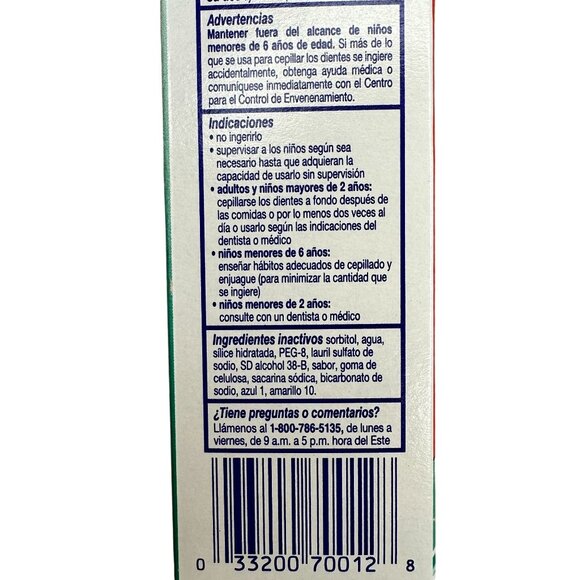 Advertencias
Mantener fuera del alcance de niños
menores de 6 años de edad. Si más de lo
que se usa para cepillar los dientes se ingiere
accidentalmente, obtenga ayuda médica o
comuníquese inmediatamente con el Centro
para el Control de Envenenamiento.
Indicaciones
• no ingerirlo
• supervisar a los niños según sea
necesario hasta que adquieran la
capacidad de usarlo sin supervisión
• adultos y niños mayores de 2 años:
cepillarse los dientes a fondo después de
las comidas o por lo menos dos veces al
día o usarlo según las indicaciones del
dentista o médico
• niños menores de 6 años:
enseñar hábitos adecuados de cepillado y
enjuague (para minimizar la cantidad que
se ingiere)
• niños menores de 2 años:
consulte con un dentista o médico
Ingredientes inactivos sorbitol, agua,
sílice hidratada, PEG-8, lauril sulfato de
sodio, SD alcohol 38-B, sabor, goma de
celulosa, sacarina sódica, bicarbonato de
sodio, azul 1, amarillo 10.
¿Tiene preguntas o comentarios?
Llámenos al 1-800-786-5135, de lunes a
viernes, de 9 a.m. a 5 p.m. hora del Este
0 33200 70012 8